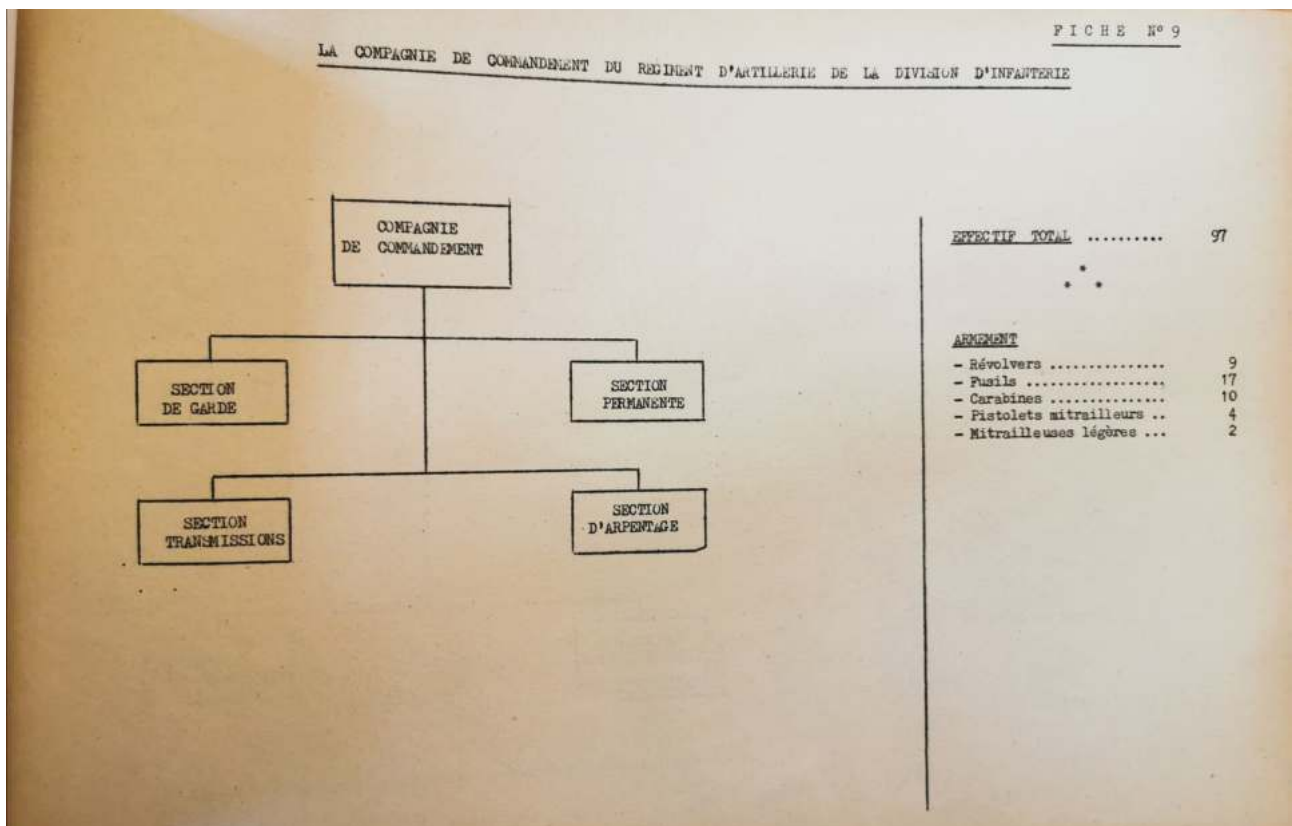 FICHE N° 9
LA COMPAGNIE DE COMMANDEMENT DU REGIMENT D'ARTILLERIE DE LA DIVISION D'INFANTERIE
COMPAGNIE
DE COMMANDEMENT
SECTION
DE GARDE
SECTION
PERMANENTE
SECTION
TRANSMISSIONS
SECTION
D'ARPENTAGE
EFFECTIF TOTAL .......... 97
*
* *
ARMEMENT
- Révolvers ............... 9
- Fusils .................. 17
- Carabines ............... 10
- Pistolets mitrailleurs .. 4
- Mitrailleuses légères ... 2